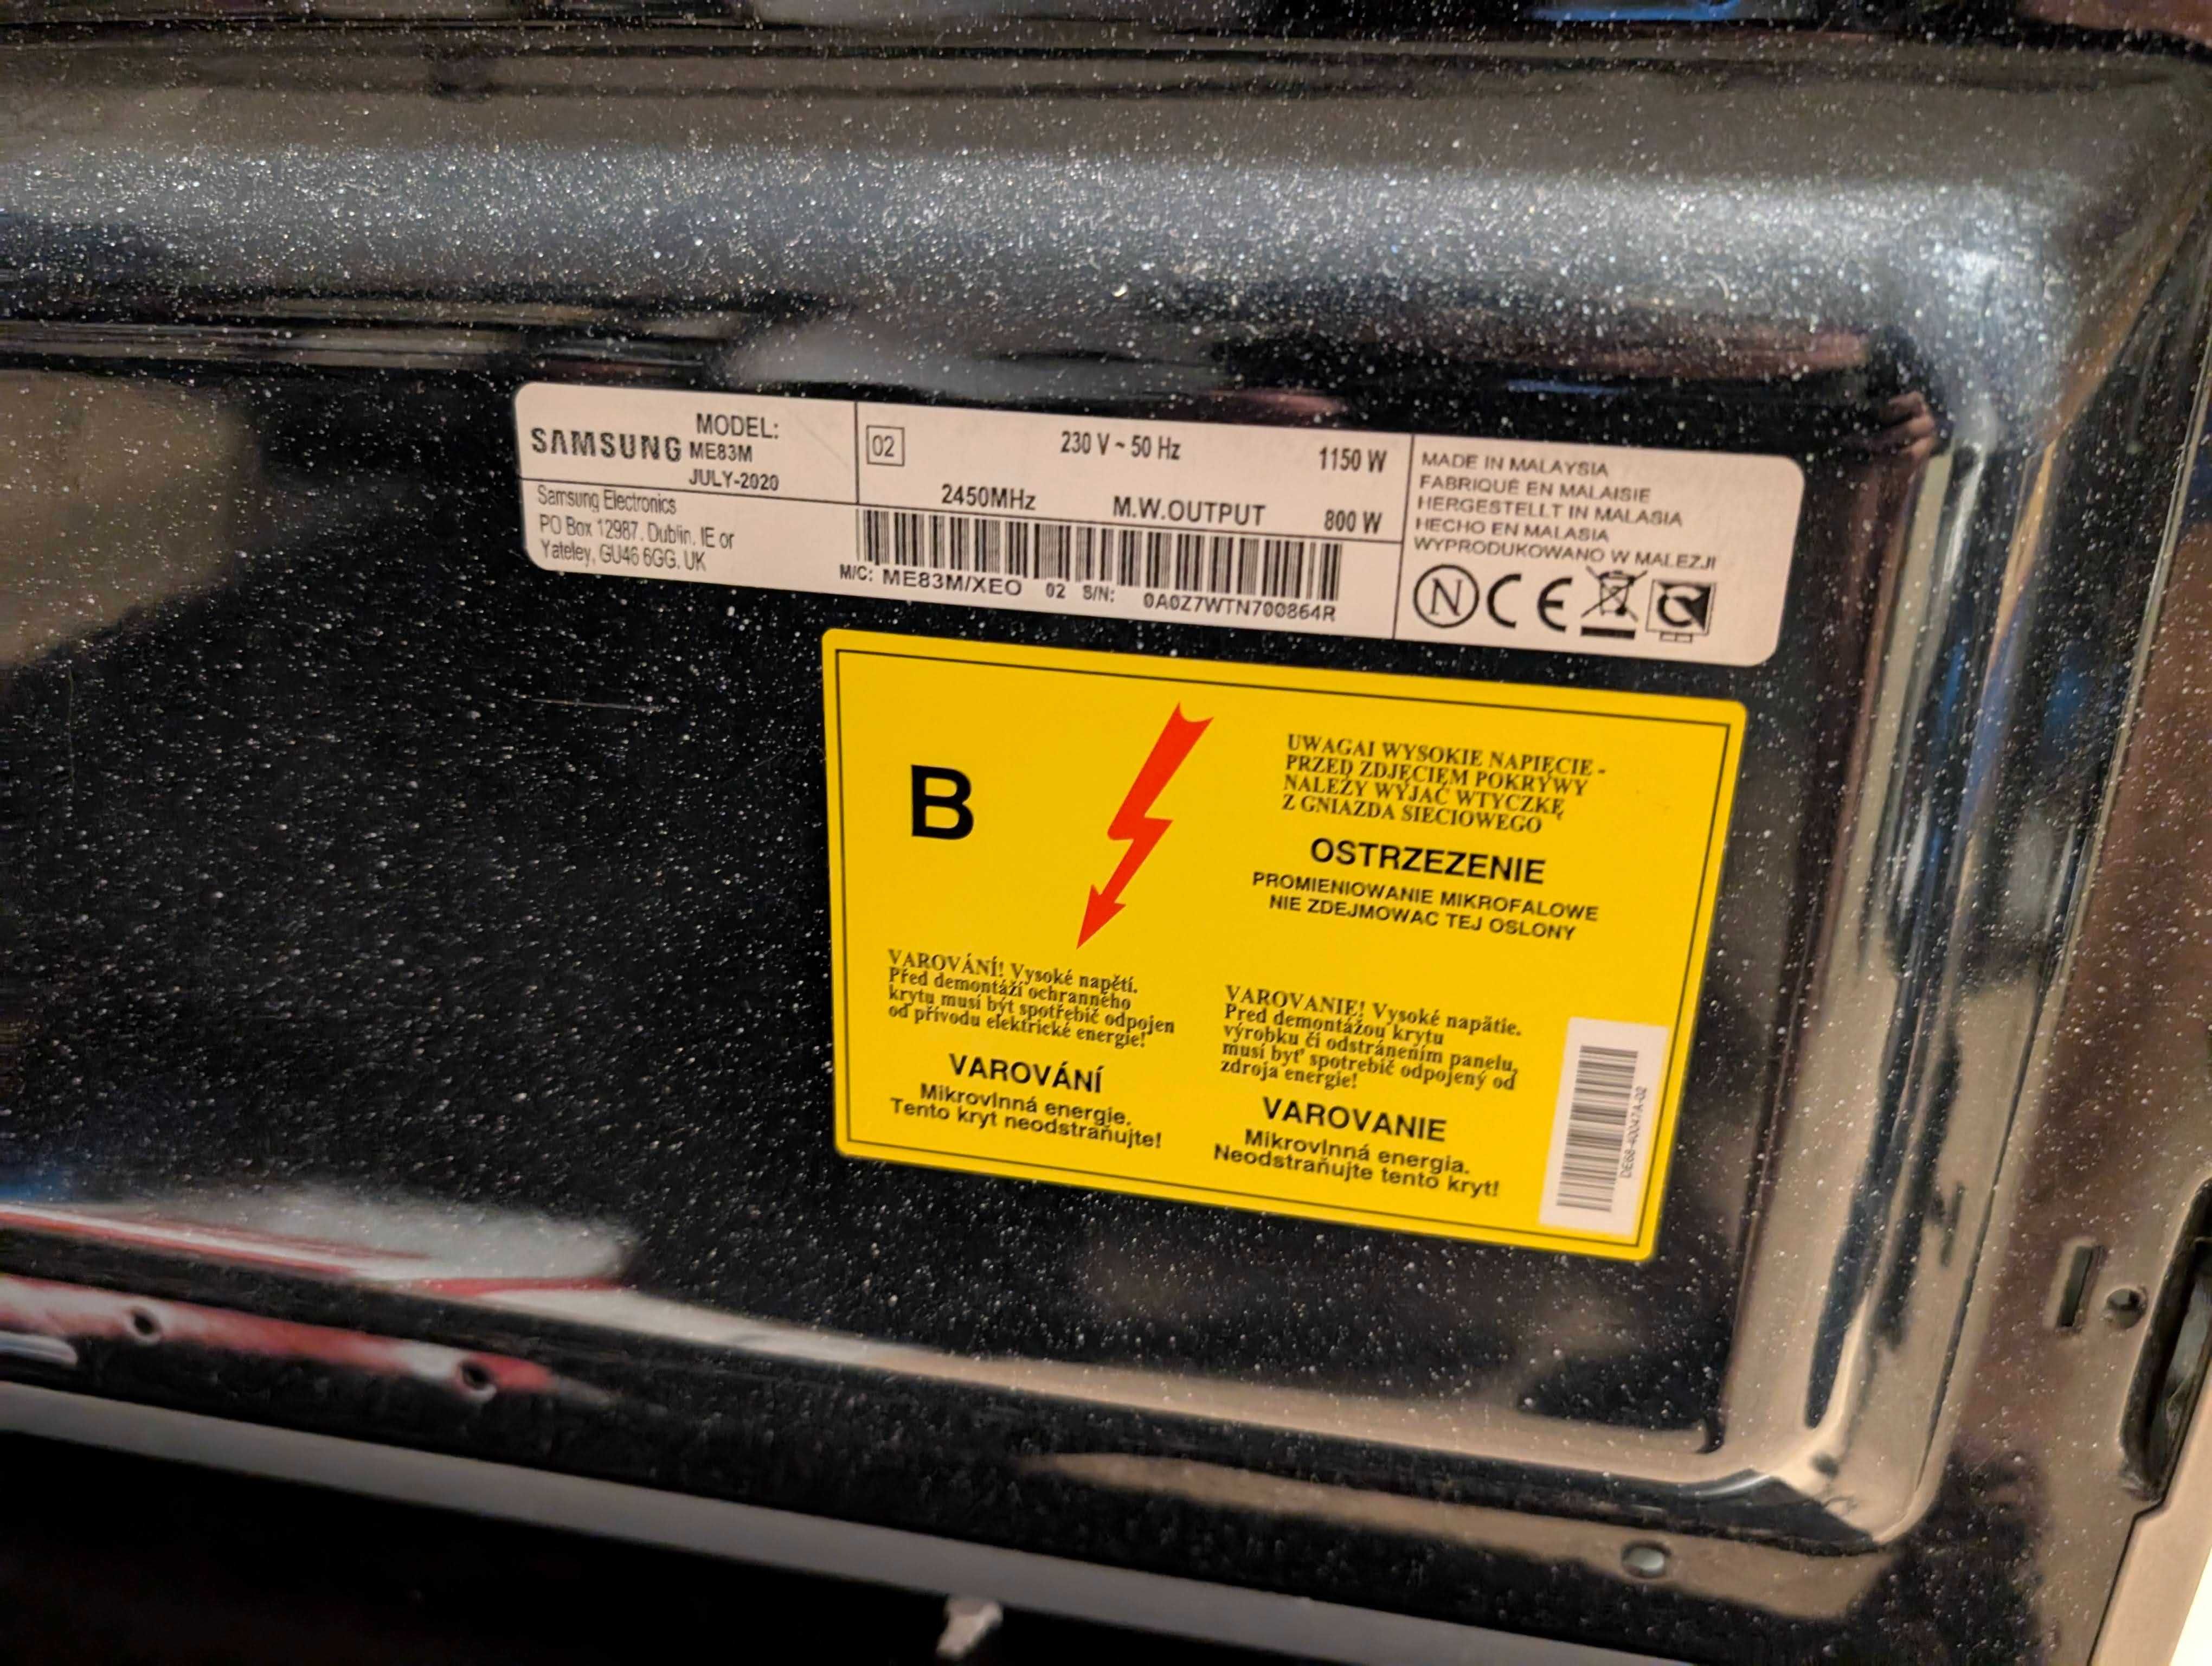 SAMSUNG
MODEL:
ME83M
JULY-2020
Samsung Electronics
PO Box 12987, Dublin. IE or
Yateley, GU46 6GG. UK
02
230 V ~ 50 Hz
1150 W
2450MHz
M.W.OUTPUT
800 W
M/C: ME83M/XEO 02 S/N: 0A0Z7WTN700864R
MADE IN MALAYSIA
FABRIQUÉ EN MALAISIE
HERGESTELLT IN MALASIA
HECHO EN MALASIA
WYPRODUKOWANO W MALEZJI
N CE
B
UWAGA! WYSOKIE NAPIĘCIE -
PRZED ZDJĘCIEM POKRYWY
NALEŻY WYJĄĆ WTYCZKĘ
Z GNIAZDA SIECIOWEGO
OSTRZEZENIE
PROMIENIOWANIE MIKROFALOWE
NIE ZDEJMOWAC TEJ OSLONY
VAROVÁNÍ! Vysoké napětí.
Před demontáží ochranného
krytu musí být spotřebič odpojen
od přívodu elektrické energie!
VAROVÁNÍ
Mikrovlnná energie.
Tento kryt neodstraňujte!
VAROVANIE! Vysoké napätie.
Pred demontážou krytu
výrobku či odstránením panelu,
musí byť spotrebič odpojený od
zdroja energie!
VAROVANIE
Mikrovlnná energia.
Neodstraňujte tento kryt!
DE68-40047A-02